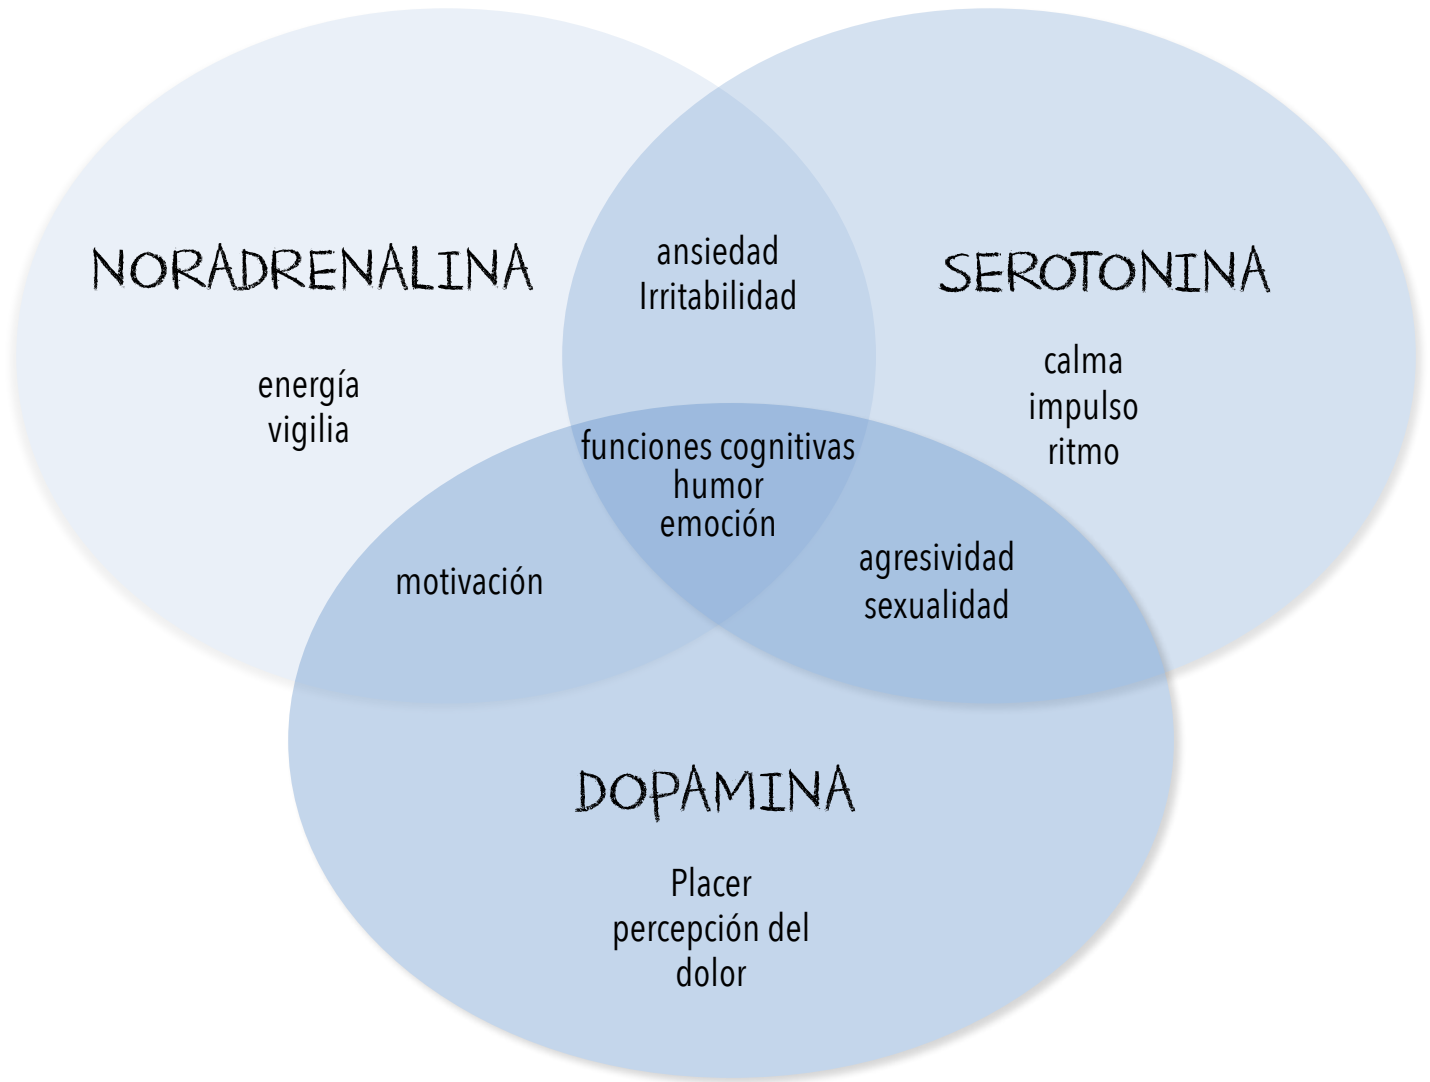 NORADRENALINA
energía
vigilia
ansiedad
Irritabilidad
SEROTONINA
calma
impulso
ritmo
funciones cognitivas
humor
emoción
motivación
agresividad
sexualidad
DOPAMINA
Placer
percepción del
dolor